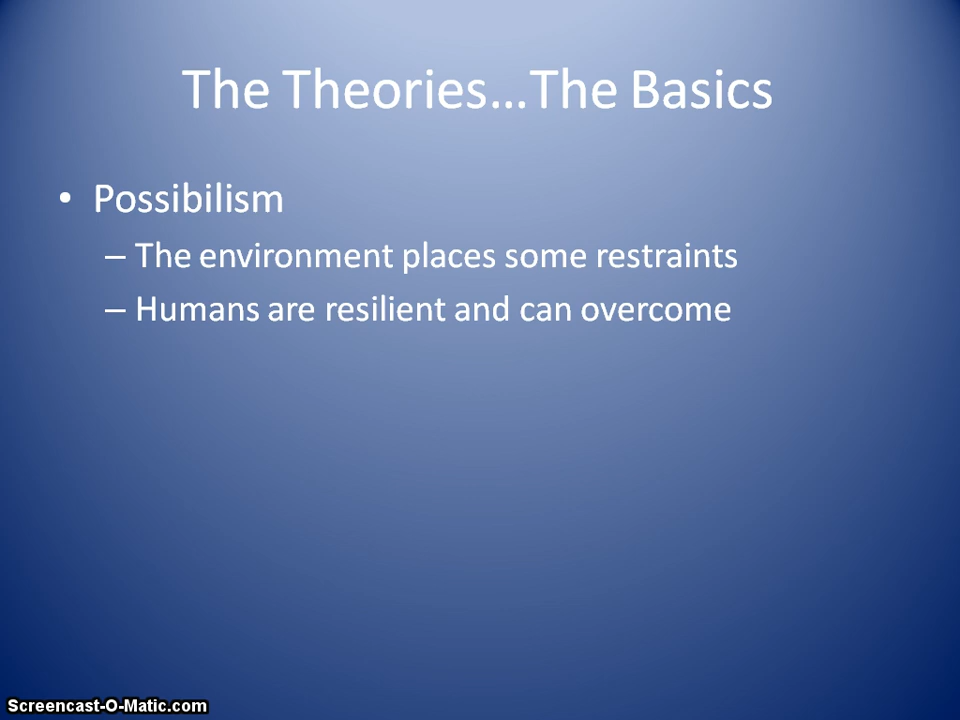 The Theories...The Basics
• Possibilism
– The environment places some restraints
– Humans are resilient and can overcome
Screencast-O-Matic.com